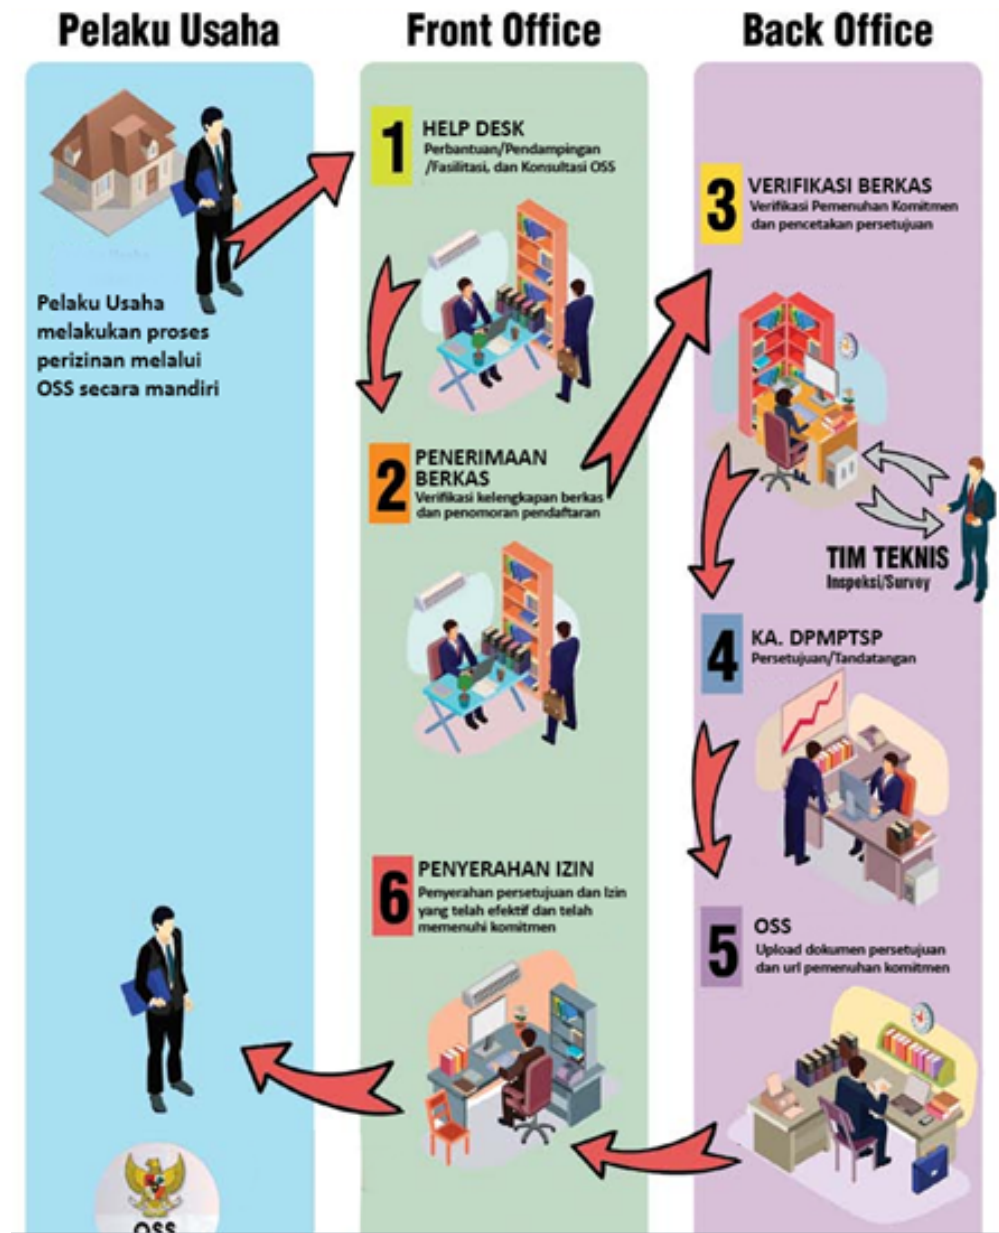 Pelaku Usaha
Front Office
Back Office
Pelaku Usaha
melakukan proses
perizinan melalui
OSS secara mandiri
1
HELP DESK
Perbantuan/Pendampingan
/Fasilitasi, dan Konsultasi OSS
2
PENERIMAAN
BERKAS
Verifikasi kelengkapan berkas
dan penomoran pendaftaran
3
VERIFIKASI BERKAS
Verifikasi Pemenuhan Komitmen
dan pencetakan persetujuan
TIM TEKNIS
Inspeksi/Survey
4
KA. DPMPTSP
Persetujuan/Tandatangan
5
OSS
Upload dokumen persetujuan
dan url pemenuhan komitmen
6
PENYERAHAN IZIN
Penyerahan persetujuan dan Izin
yang telah efektif dan telah
memenuhi komitmen
OSS